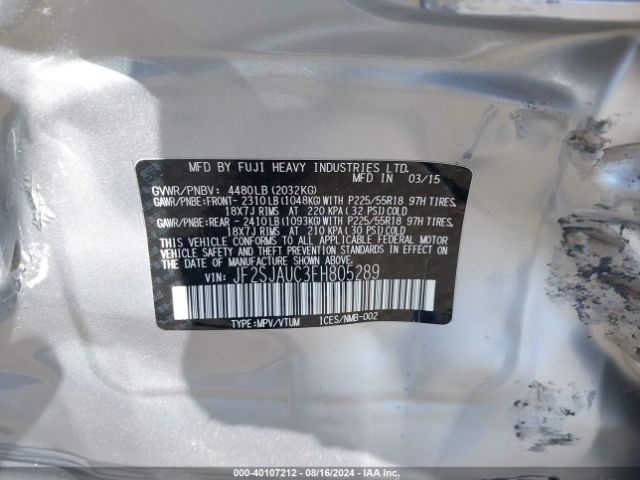 MFD BY FUJI HEAVY INDUSTRIES LTD.
MFD IN 03/15
GVWR/PNBV: 4480LB(2032KG)
GAWR/PNBE:FRONT- 2310LB(1048KG)WITH P225/55R18 97H TIRES,
18X7J RIMS AT 220 KPA (32 PSI)COLD
GAWR/PNBE:REAR - 2410LB(1093KG)WITH P225/55R18 97H TIRES,
18X7J RIMS AT 210 KPA (30 PSI)COLD
THIS VEHICLE CONFORMS TO ALL APPLICABLE FEDERAL
MOTOR VEHICLE SAFETY STANDARDS IN EFFECT ON THE
DATE OF MANUFACTURE SHOWN ABOVE.
VIN: JF2SJAUC3FH805289
TYPE:MPV/VTUM ICES/NMB-002
000-40107212 - 08/16/2024 - IAA Inc.